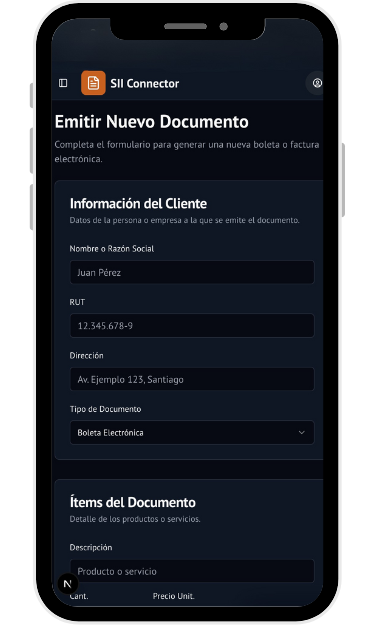 SII Connector
Emitir Nuevo Documento
Completa el formulario para generar una nueva boleta o factura
electrónica.
Información del Cliente
Datos de la persona o empresa a la que se emite el documento.
Nombre o Razón Social
Juan Pérez
RUT
12.345.678-9
Dirección
Av. Ejemplo 123, Santiago
Tipo de Documento
Boleta Electrónica
Ítems del Documento
Detalle de los productos o servicios.
Descripción
Producto o servicio
N
Cant. Precio Unit.